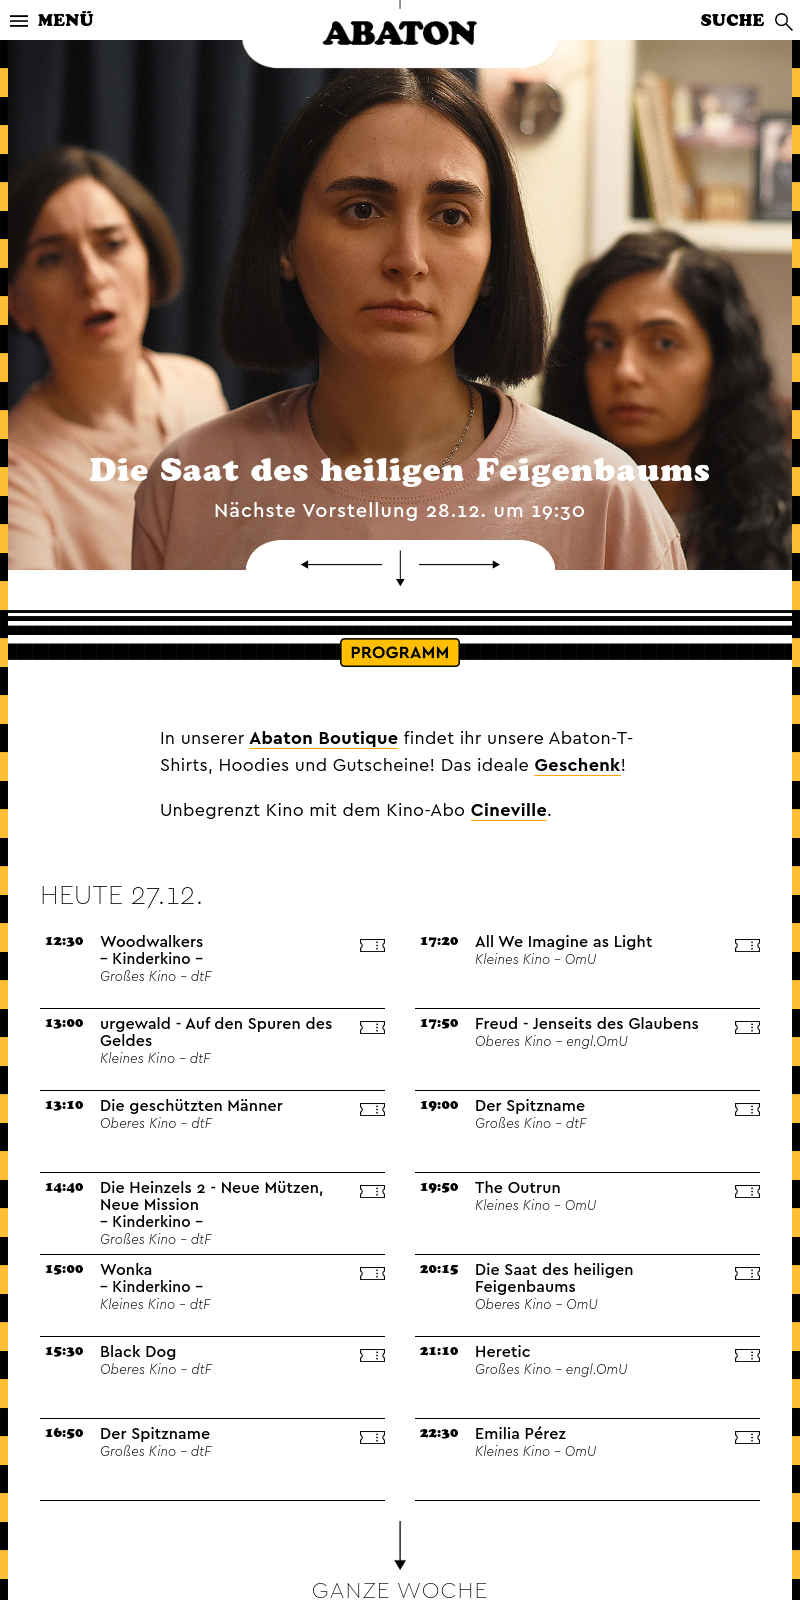 MENÜ
ABATON
SUCHE
Die Saat des heiligen Feigenbaums
Nächste Vorstellung 28.12. um 19:30
PROGRAMM
In unserer Abaton Boutique findet ihr unsere Abaton-T-
Shirts, Hoodies und Gutscheine! Das ideale Geschenk!
Unbegrenzt Kino mit dem Kino-Abo Cineville.
HEUTE 27.12.
12:30 Woodwalkers
– Kinderkino –
Großes Kino – dtF
13:00 urgewald - Auf den Spuren des
Geldes
Kleines Kino – dtF
13:10 Die geschützten Männer
Oberes Kino – dtF
14:40 Die Heinzels 2 - Neue Mützen,
Neue Mission
– Kinderkino –
Großes Kino – dtF
15:00 Wonka
– Kinderkino –
Kleines Kino – dtF
15:30 Black Dog
Oberes Kino – dtF
16:50 Der Spitzname
Großes Kino – dtF
17:20 All We Imagine as Light
Kleines Kino – OmU
17:50 Freud - Jenseits des Glaubens
Oberes Kino – engl.OmU
19:00 Der Spitzname
Großes Kino – dtF
19:50 The Outrun
Kleines Kino – OmU
20:15 Die Saat des heiligen
Feigenbaums
Oberes Kino – OmU
21:10 Heretic
Großes Kino – engl.OmU
22:30 Emilia Pérez
Kleines Kino – OmU
GANZE WOCHE